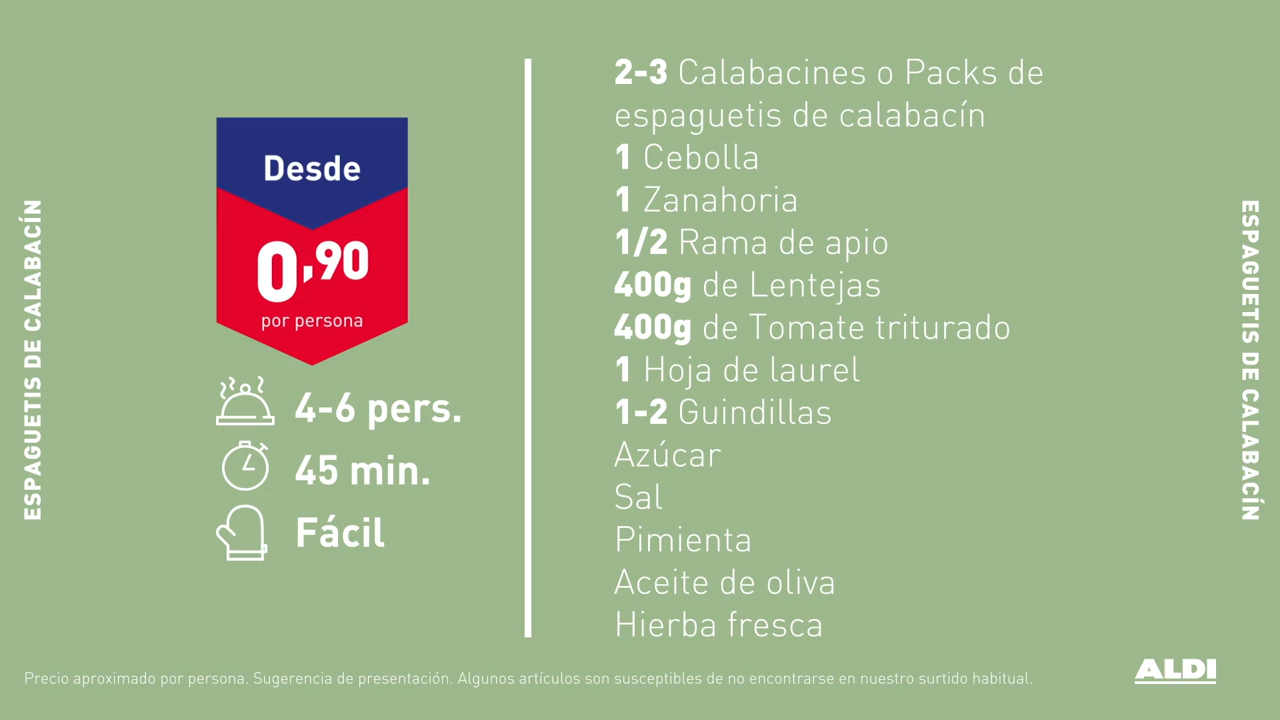 ESPAGUETIS DE CALABACÍN
Desde
0,90
por persona
4-6 pers.
45 min.
Fácil
2-3 Calabacines o Packs de
espaguetis de calabacín
1 Cebolla
1 Zanahoria
1/2 Rama de apio
400g de Lentejas
400g de Tomate triturado
1 Hoja de laurel
1-2 Guindillas
Azúcar
Sal
Pimienta
Aceite de oliva
Hierba fresca
ESPAGUETIS DE CALABACÍN
Precio aproximado por persona. Sugerencia de presentación. Algunos artículos son susceptibles de no encontrarse en nuestro surtido habitual.
ALDI